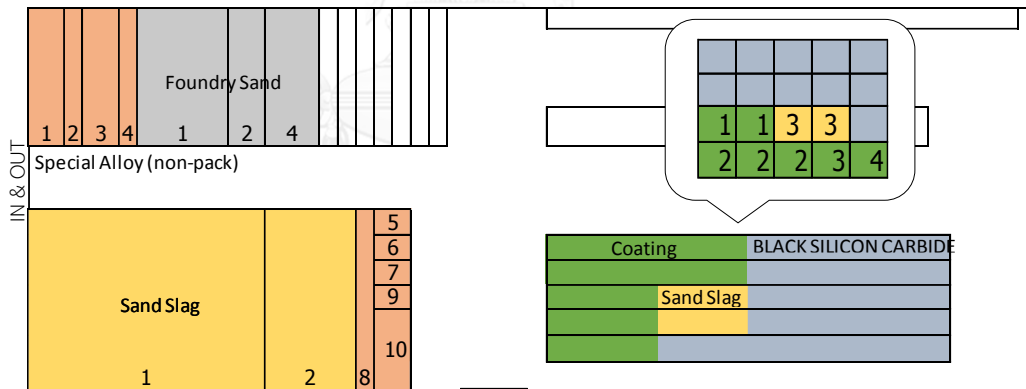 Foundry Sand
1 2 3 4 1 2 4
IN & OUT
Special Alloy (non-pack)
1 1 3 3
2 2 2 3 4
5
6
7
9
10
Sand Slag
1 2 8
Coating BLACK SILICON CARBIDE
Sand Slag